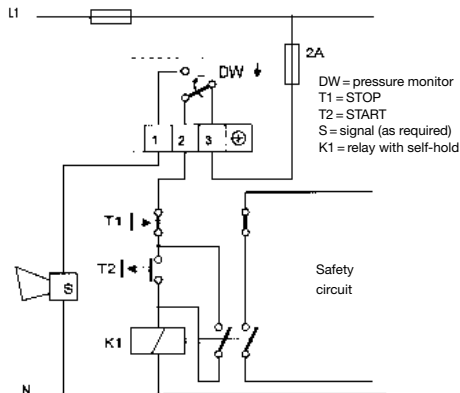 L1
2A
DW
DW = pressure monitor
T1 = STOP
T2 = START
S = signal (as required)
K1 = relay with self-hold
1 2 3
T1
T2
Safety
circuit
S
K1
N